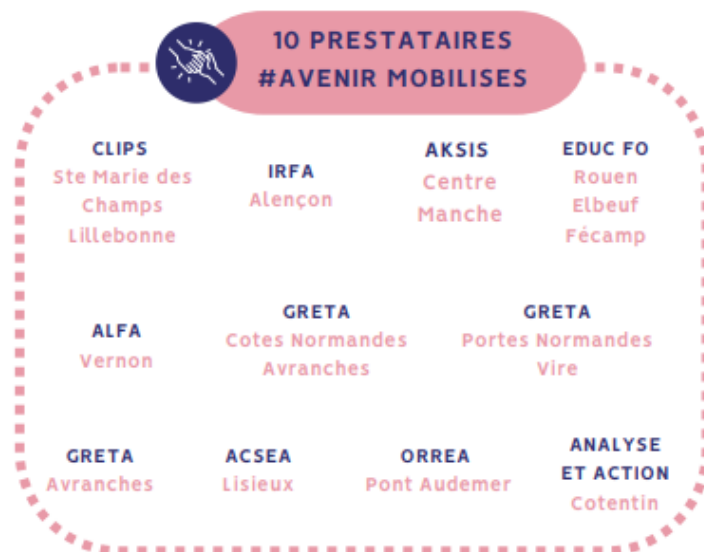 10 PRESTATAIRES
#AVENIR MOBILISES
CLIPS
Ste Marie des
Champs
Lillebonne
IRFA
Alençon
AKSIS
Centre
Manche
EDUC FO
Rouen
Elbeuf
Fécamp
ALFA
Vernon
GRETA
Cotes Normandes
Avranches
GRETA
Portes Normandes
Vire
GRETA
Avranches
ACSEA
Lisieux
ORREA
Pont Audemer
ANALYSE
ET ACTION
Cotentin